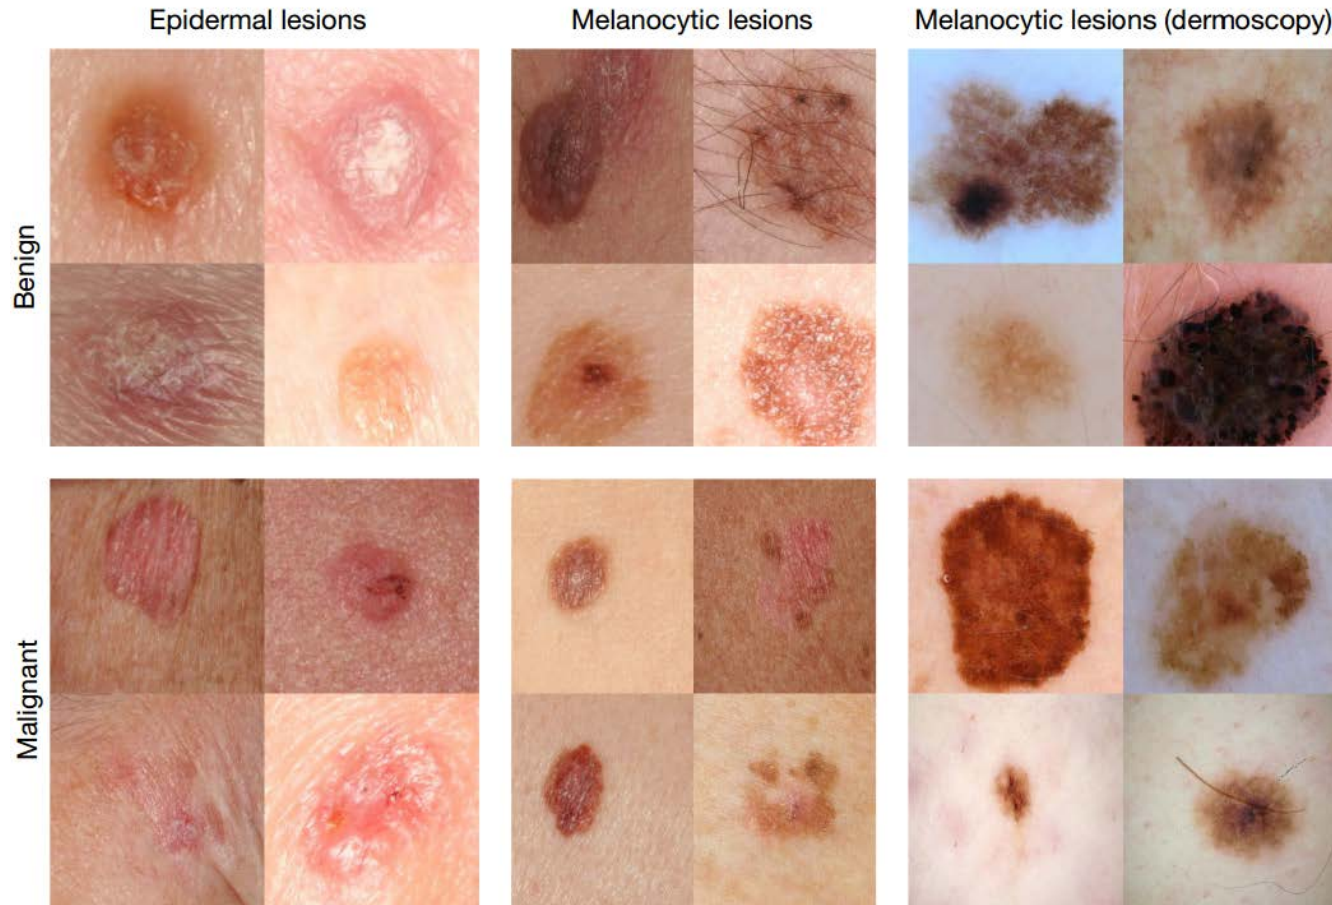 Epidermal lesions
Melanocytic lesions
Melanocytic lesions (dermoscopy)
Benign
Malignant